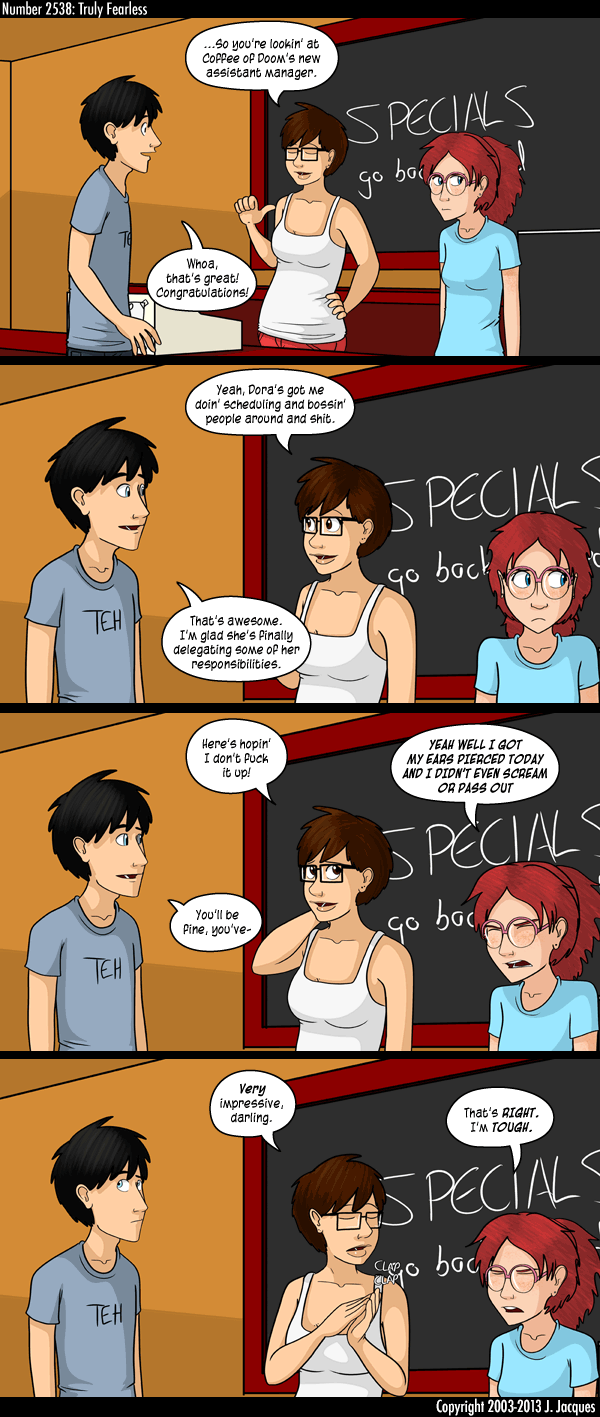 Number 2538: Truly Fearless
...So you're lookin' at
Coffee of Doom's new
assistant manager.
SPECIALS
go bac
!
TE
Whoa,
that's great!
Congratulations!
Yeah, Dora's got me
doin' scheduling and bossin'
people around and shit.
SPECIALS
go back
TEH
That's awesome.
I'm glad she's finally
delegating some of her
responsibilities.
Here's hopin'
I don't fuck
it up!
YEAH WELL I GOT
MY EARS PIERCED TODAY
AND I DIDN'T EVEN SCREAM
OR PASS OUT
SPECIALS
go bac
You'll be
fine, you've-
TEH
Very
impressive,
darling.
That's RIGHT.
I'm TOUGH.
SPECIALS
CLAP
CLAP
go bac
TEH
Copyright 2003-2013 J. Jacques